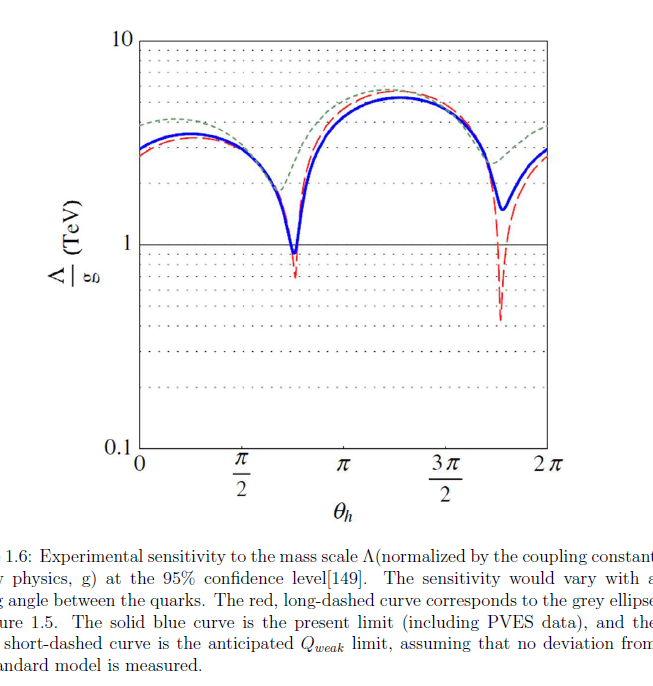 10
1
0.1
Λ/g (TeV)
0 π/2 π 3π/2 2π
θh
1.6: Experimental sensitivity to the mass scale Λ(normalized by the coupling constant
physics, g) at the 95% confidence level[149]. The sensitivity would vary with a
angle between the quarks. The red, long-dashed curve corresponds to the grey ellipse
1.5. The solid blue curve is the present limit (including PVES data), and the
short-dashed curve is the anticipated Qweak limit, assuming that no deviation from
model is measured.